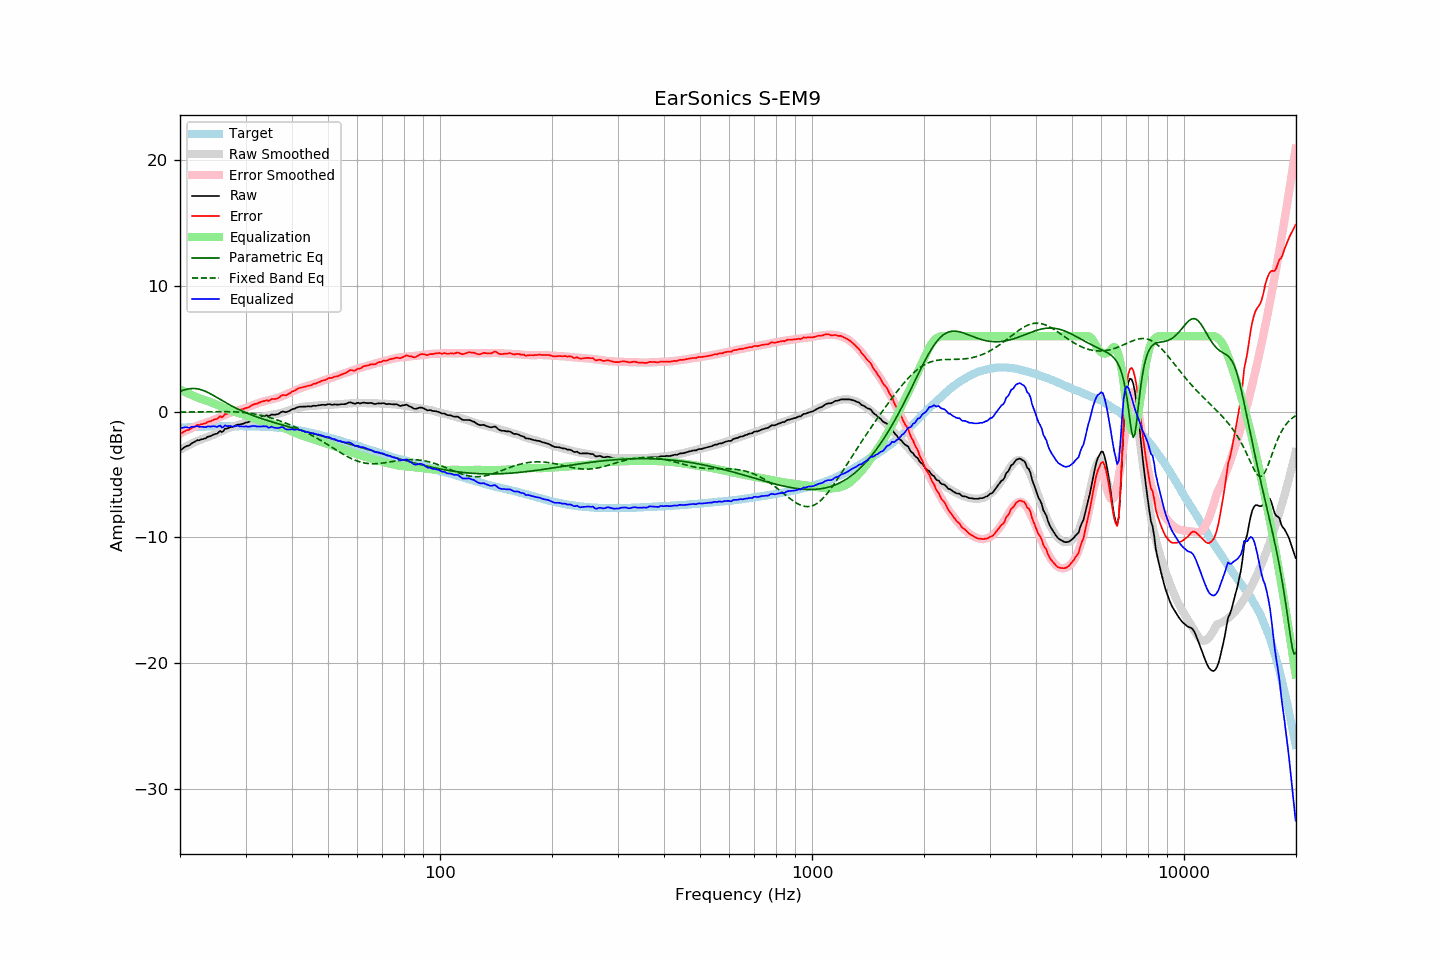 EarSonics S-EM9
Target
Raw Smoothed
Error Smoothed
Raw
Error
Equalization
Parametric Eq
Fixed Band Eq
Equalized
20
10
0
−10
−20
−30
Amplitude (dBr)
100
1000
10000
Frequency (Hz)